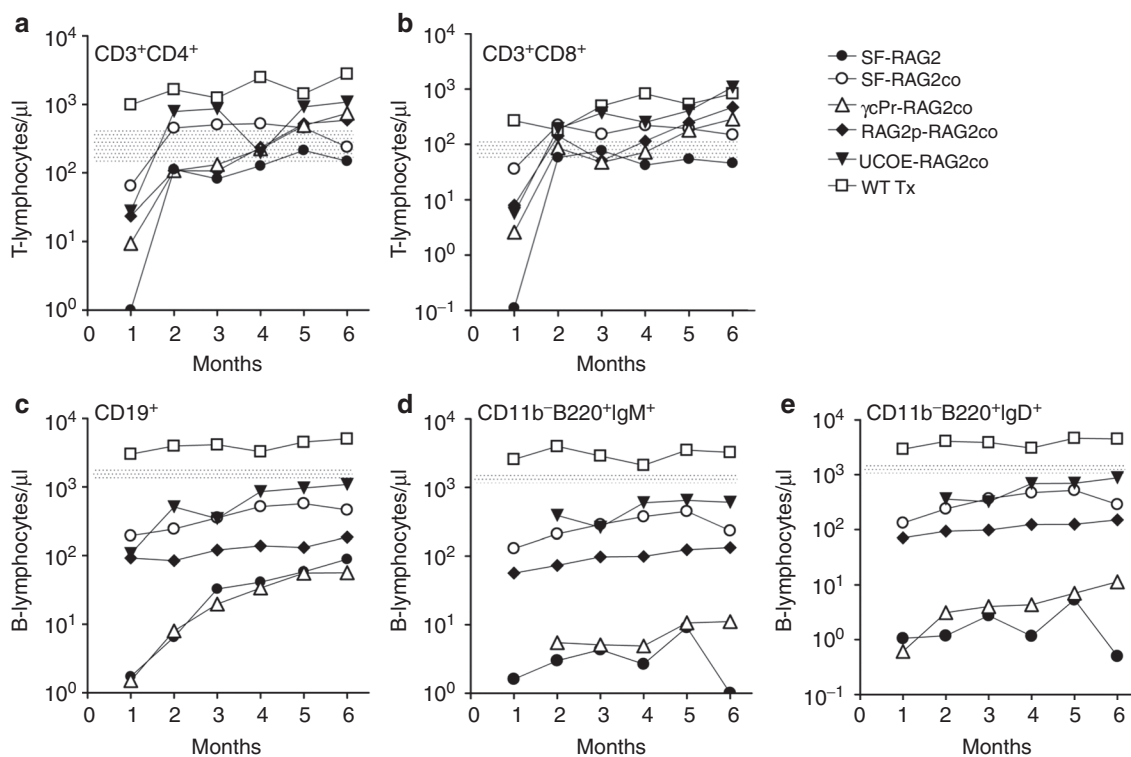 a
CD3⁺CD4⁺
T-lymphocytes/µl
10⁴
10³
10²
10¹
10⁰
0 1 2 3 4 5 6
Months
b
CD3⁺CD8⁺
T-lymphocytes/µl
10⁴
10³
10²
10¹
10⁰
10⁻¹
0 1 2 3 4 5 6
Months
SF-RAG2
SF-RAG2co
γcPr-RAG2co
RAG2p-RAG2co
UCOE-RAG2co
WT Tx
c
CD19⁺
B-lymphocytes/µl
10⁴
10³
10²
10¹
10⁰
0 1 2 3 4 5 6
Months
d
CD11b⁻B220⁺IgM⁺
B-lymphocytes/µl
10⁴
10³
10²
10¹
10⁰
0 1 2 3 4 5 6
Months
e
CD11b⁻B220⁺IgD⁺
B-lymphocytes/µl
10⁴
10³
10²
10¹
10⁰
10⁻¹
0 1 2 3 4 5 6
Months